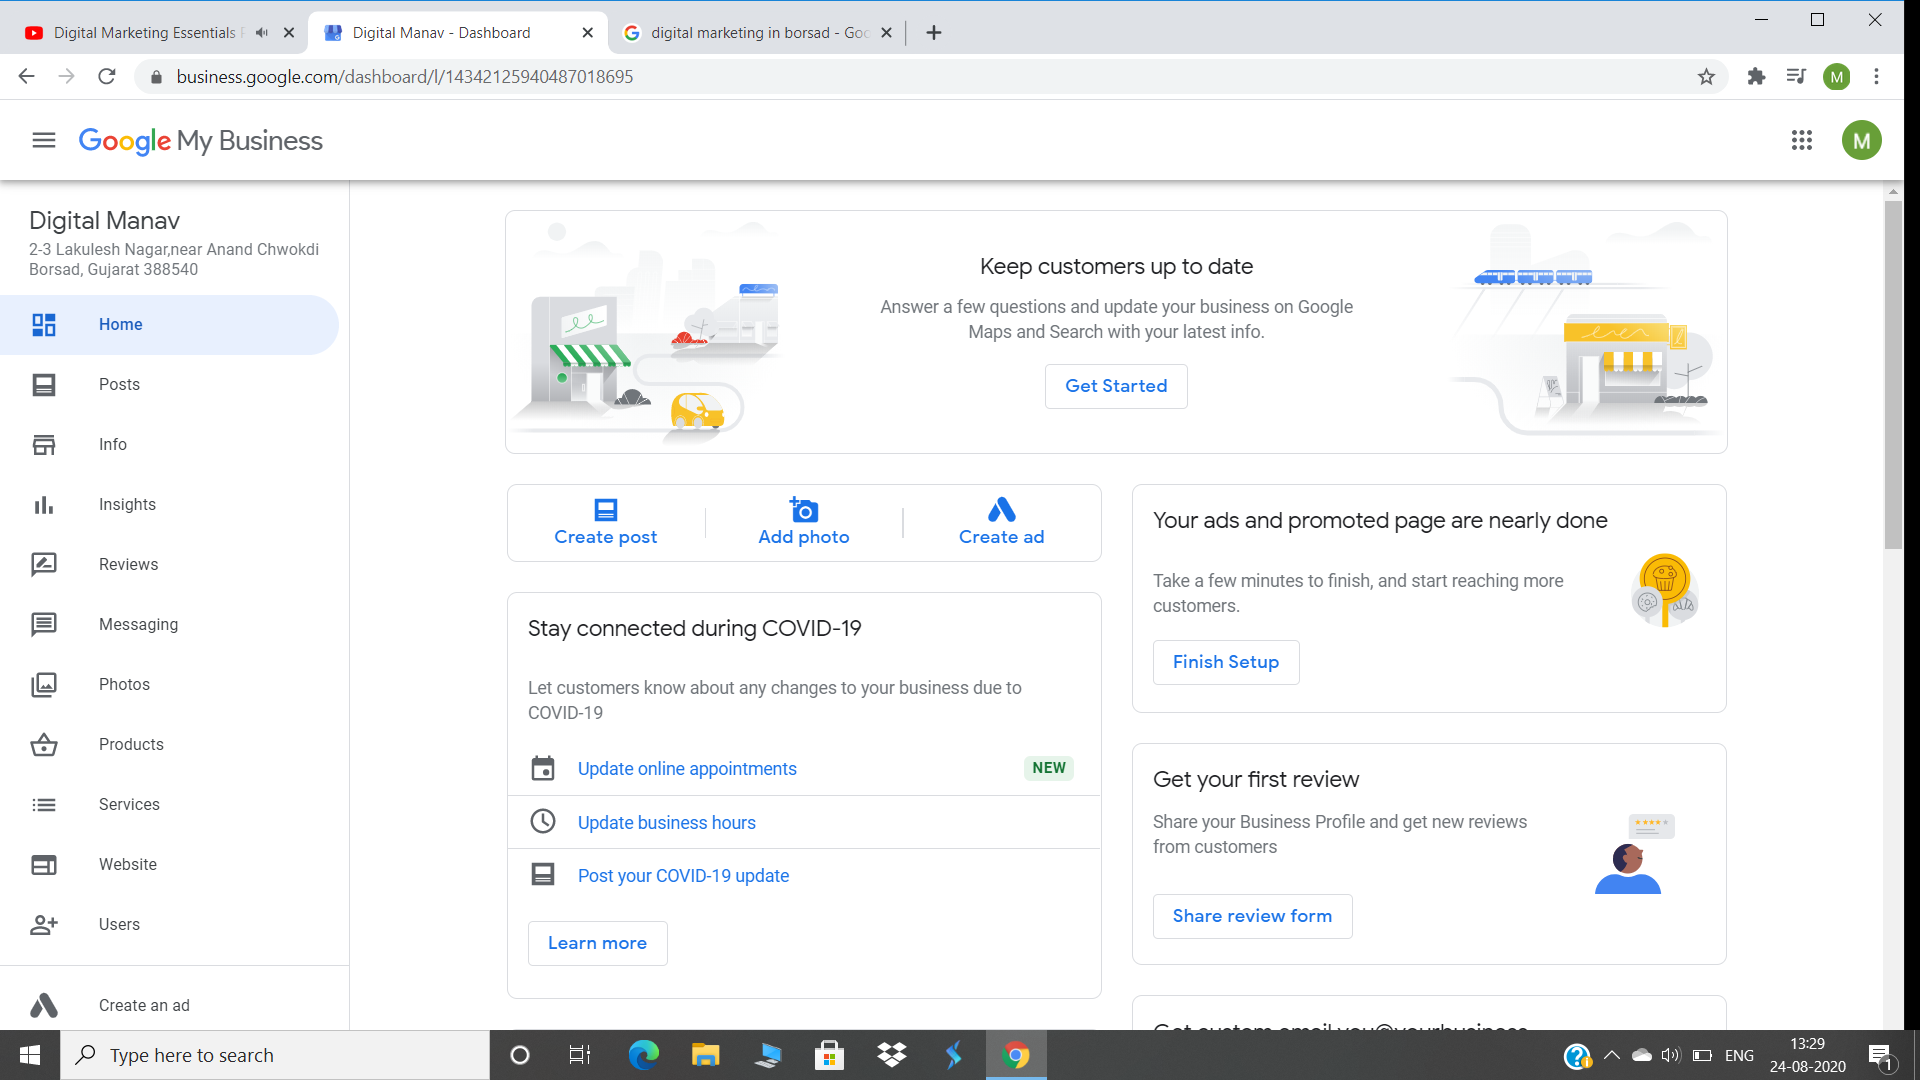 Digital Marketing Essentials
Digital Manav - Dashboard
digital marketing in borsad - Goo
business.google.com/dashboard/l/14342125940487018695
M
Google My Business
M
Digital Manav
2-3 Lakulesh Nagar,near Anand Chwokdi
Borsad, Gujarat 388540
Home
Posts
Info
Insights
Reviews
Messaging
Photos
Products
Services
Website
Users
Create an ad
Keep customers up to date
Answer a few questions and update your business on Google
Maps and Search with your latest info.
Get Started
Create post
Add photo
Create ad
Stay connected during COVID-19
Let customers know about any changes to your business due to
COVID-19
Update online appointments
NEW
Update business hours
Post your COVID-19 update
Learn more
Your ads and promoted page are nearly done
Take a few minutes to finish, and start reaching more
customers.
Finish Setup
Get your first review
Share your Business Profile and get new reviews
from customers
Share review form
Get custom email you@yourbusiness
Type here to search
ENG
13:29
24-08-2020
1